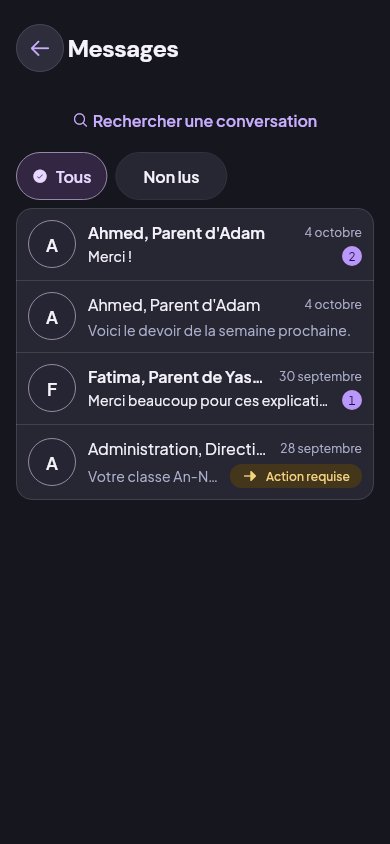 Messages
Rechercher une conversation
Tous
Non lus
A
Ahmed, Parent d'Adam
4 octobre
Merci !
2
A
Ahmed, Parent d'Adam
4 octobre
Voici le devoir de la semaine prochaine.
F
Fatima, Parent de Yas...
30 septembre
Merci beaucoup pour ces explicati...
1
A
Administration, Directi...
28 septembre
Votre classe An-N...
Action requise